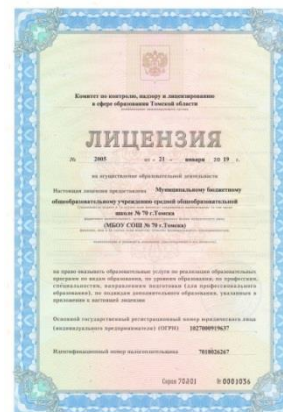 Комитет по контролю, надзору и лицензированию
в сфере образования Томской области
ЛИЦЕНЗИЯ
№ 2005 от « 21 » января 20 19 г.
на осуществление образовательной деятельности
Настоящая лицензия предоставлена Муниципальному бюджетному
общеобразовательному учреждению средней общеобразовательной
школе № 70 г.Томска
(МБОУ СОШ № 70 г.Томска)
на право оказывать образовательные услуги по реализации образовательных
программ по видам образования, по уровням образования, по профессиям,
специальностям, направлениям подготовки (для профессионального
образования), по подвидам дополнительного образования, указанным в
приложении к настоящей лицензии
Основной государственный регистрационный номер юридического лица
(индивидуального предпринимателя) (ОГРН) 1027000919637
Идентификационный номер налогоплательщика 7018026267
Серия 70Л01 № 0001036